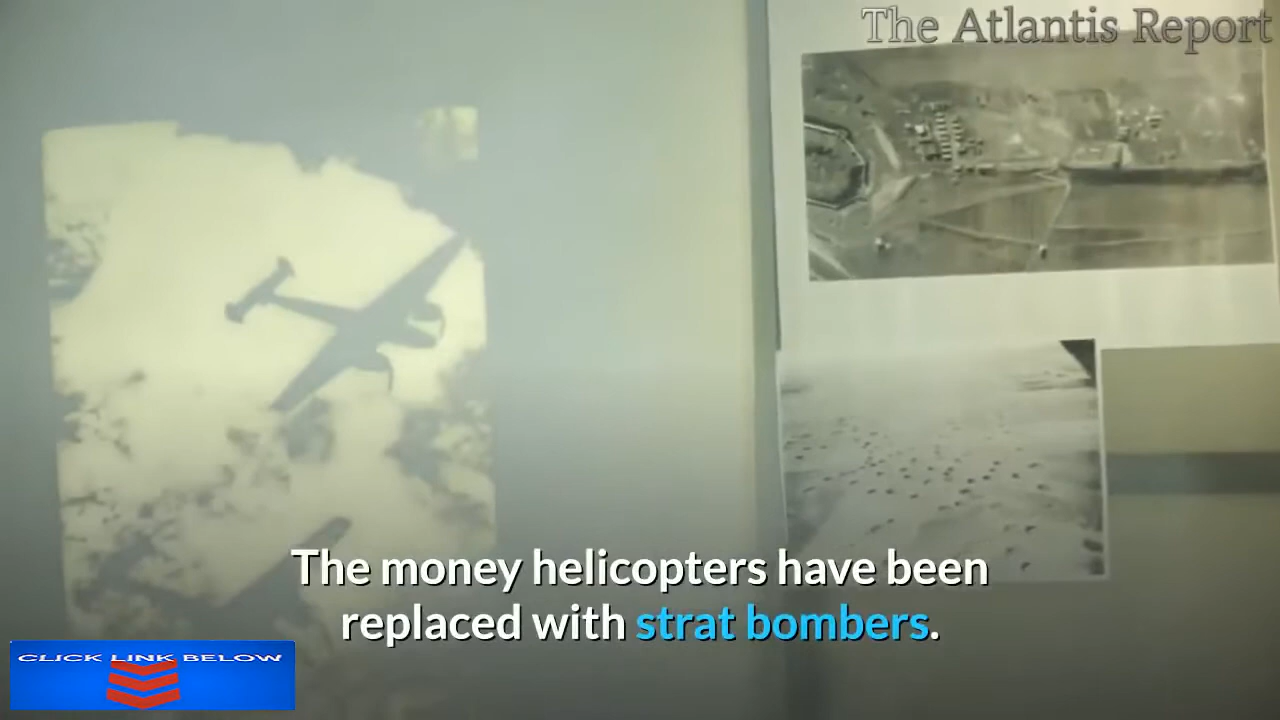 The Atlantis Report
The money helicopters have been
replaced with strat bombers.
CLICK LINK BELOW